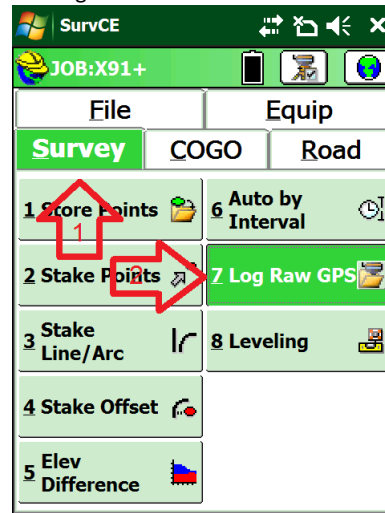 SurvCE
JOB:X91+
File Equip
Survey COGO Road
1 Store Points 6 Auto by Interval
2 Stake Points 7 Log Raw GPS
3 Stake Line/Arc 8 Leveling
4 Stake Offset
5 Elev Difference
1
2